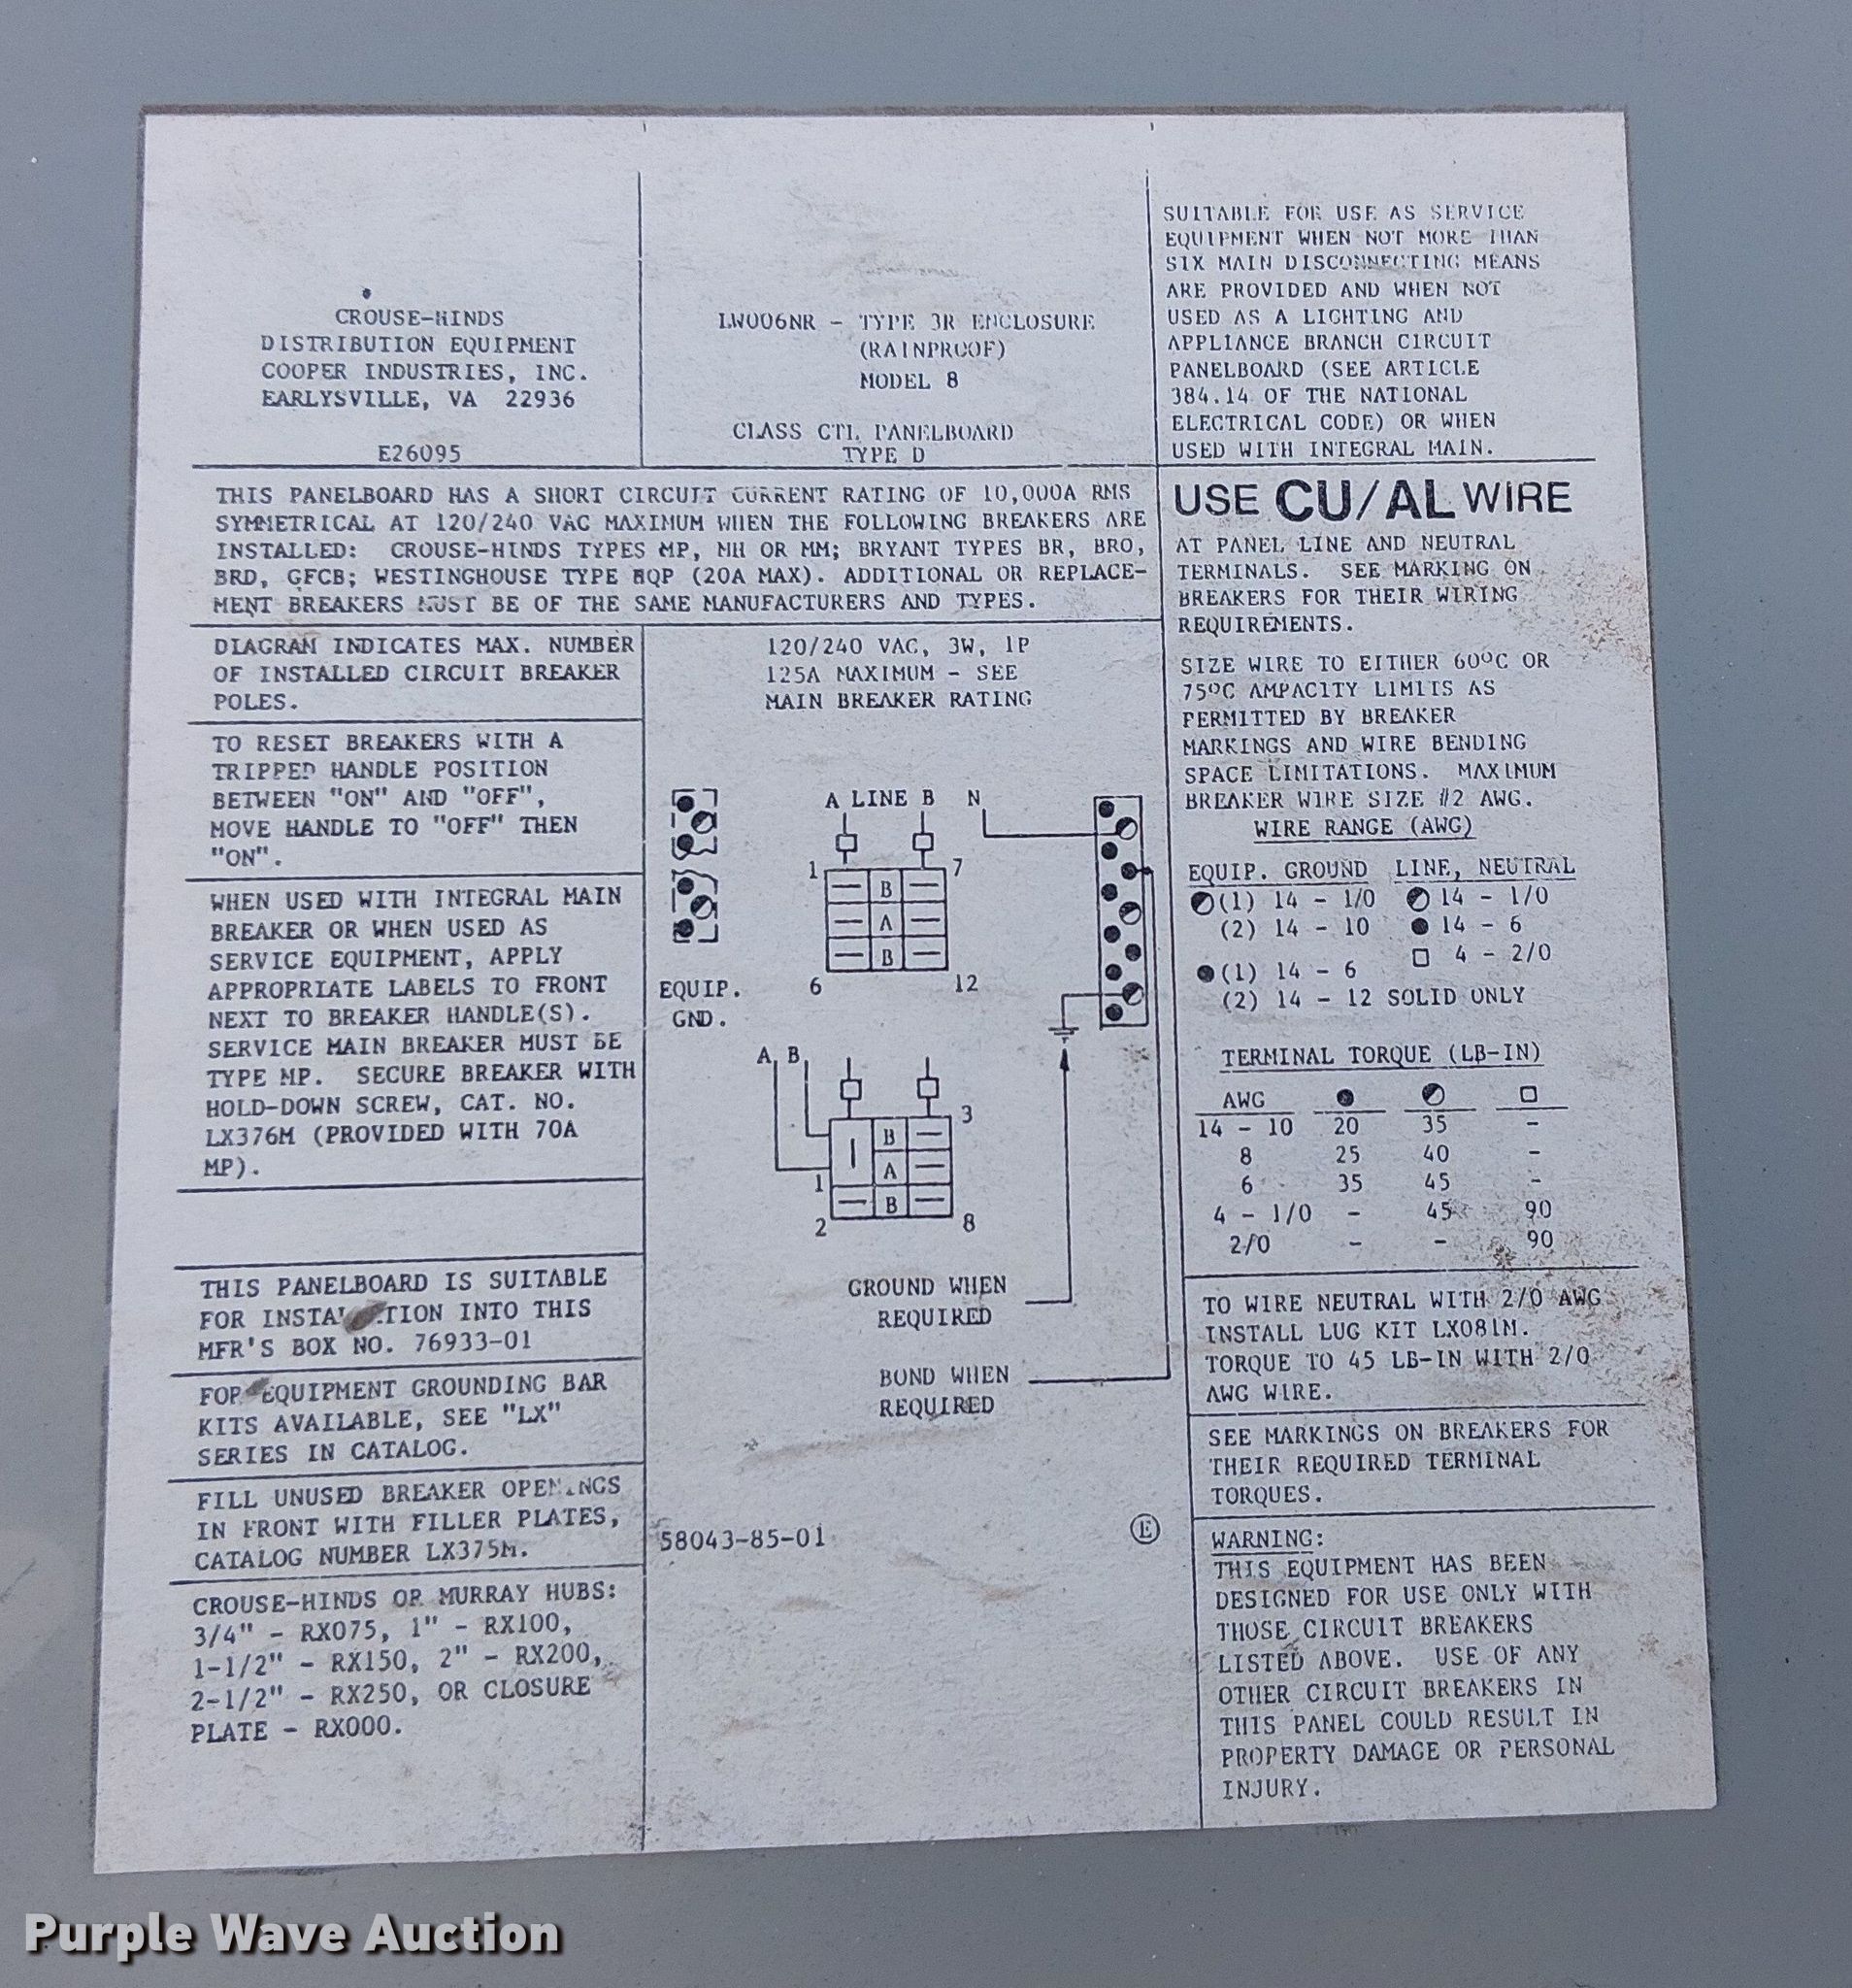 CROUSE-HINDS
DISTRIBUTION EQUIPMENT
COOPER INDUSTRIES, INC.
EARLYSVILLE, VA 22936
E26095
LW006NR - TYPE 3R ENCLOSURE
(RAINPROOF)
MODEL 8
CLASS CTL PANELBOARD
TYPE D
SUITABLE FOR USE AS SERVICE
EQUIPMENT WHEN NOT MORE THAN
SIX MAIN DISCONNECTING MEANS
ARE PROVIDED AND WHEN NOT
USED AS A LIGHTING AND
APPLIANCE BRANCH CIRCUIT
PANELBOARD (SEE ARTICLE
384.14 OF THE NATIONAL
ELECTRICAL CODE) OR WHEN
USED WITH INTEGRAL MAIN.
THIS PANELBOARD HAS A SHORT CIRCUIT CURRENT RATING OF 10,000A RMS
SYMMETRICAL AT 120/240 VAC MAXIMUM WHEN THE FOLLOWING BREAKERS ARE
INSTALLED: CROUSE-HINDS TYPES MP, MH OR MM; BRYANT TYPES BR, BRO,
BRD, GFCB; WESTINGHOUSE TYPE HQP (20A MAX). ADDITIONAL OR REPLACE-
MENT BREAKERS MUST BE OF THE SAME MANUFACTURERS AND TYPES.
DIAGRAM INDICATES MAX. NUMBER
OF INSTALLED CIRCUIT BREAKER
POLES.
TO RESET BREAKERS WITH A
TRIPPED HANDLE POSITION
BETWEEN "ON" AND "OFF",
MOVE HANDLE TO "OFF" THEN
"ON".
WHEN USED WITH INTEGRAL MAIN
BREAKER OR WHEN USED AS
SERVICE EQUIPMENT, APPLY
APPROPRIATE LABELS TO FRONT
NEXT TO BREAKER HANDLE(S).
SERVICE MAIN BREAKER MUST BE
TYPE MP. SECURE BREAKER WITH
HOLD-DOWN SCREW, CAT. NO.
LX376M (PROVIDED WITH 70A
MP).
THIS PANELBOARD IS SUITABLE
FOR INSTALLATION INTO THIS
MFR'S BOX NO. 76933-01
FOR EQUIPMENT GROUNDING BAR
KITS AVAILABLE, SEE "LX"
SERIES IN CATALOG.
FILL UNUSED BREAKER OPENINGS
IN FRONT WITH FILLER PLATES,
CATALOG NUMBER LX375M.
CROUSE-HINDS OR MURRAY HUBS:
3/4" - RX075, 1" - RX100,
1-1/2" - RX150, 2" - RX200,
2-1/2" - RX250, OR CLOSURE
PLATE - RX000.
120/240 VAC, 3W, 1P
125A MAXIMUM - SEE
MAIN BREAKER RATING
A LINE B N
1 7
B
A
B
6 12
EQUIP.
GND.
A B
3
B
A
1
B
2 8
GROUND WHEN
REQUIRED
BOND WHEN
REQUIRED
58043-85-01
E
USE CU/AL WIRE
AT PANEL LINE AND NEUTRAL
TERMINALS. SEE MARKING ON
BREAKERS FOR THEIR WIRING
REQUIREMENTS.
SIZE WIRE TO EITHER 60ºC OR
75ºC AMPACITY LIMITS AS
PERMITTED BY BREAKER
MARKINGS AND WIRE BENDING
SPACE LIMITATIONS. MAXIMUM
BREAKER WIRE SIZE #2 AWG.
WIRE RANGE (AWG)
EQUIP. GROUND LINE, NEUTRAL
(1) 14 - 1/0 14 - 1/0
(2) 14 - 10 14 - 6
4 - 2/0
(1) 14 - 6
(2) 14 - 12 SOLID ONLY
TERMINAL TORQUE (LB-IN)
AWG
14 - 10 20 35 -
8 25 40 -
6 35 45 -
4 - 1/0 - 45 90
2/0 - - 90
TO WIRE NEUTRAL WITH 2/0 AWG
INSTALL LUG KIT LX081M.
TORQUE TO 45 LB-IN WITH 2/0
AWG WIRE.
SEE MARKINGS ON BREAKERS FOR
THEIR REQUIRED TERMINAL
TORQUES.
WARNING:
THIS EQUIPMENT HAS BEEN
DESIGNED FOR USE ONLY WITH
THOSE CIRCUIT BREAKERS
LISTED ABOVE. USE OF ANY
OTHER CIRCUIT BREAKERS IN
THIS PANEL COULD RESULT IN
PROPERTY DAMAGE OR PERSONAL
INJURY.
Purple Wave Auction